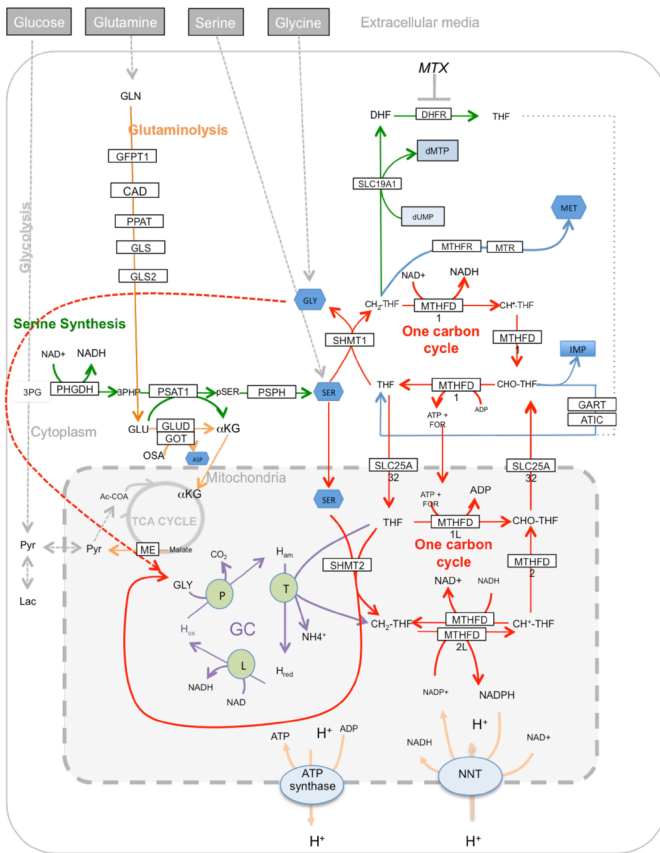 Glucose
Glutamine
Serine
Glycine
Extracellular media
MTX
GLN
DHF
DHFR
THF
Glutaminolysis
GFPT1
dMTP
CAD
SLC19A1
PPAT
dUMP
MET
GLS
MTHFR
MTR
Glycolysis
GLS2
NAD+
NADH
GLY
CH2-THF
MTHFD
1
CH+-THF
Serine Synthesis
SHMT1
One carbon
cycle
MTHFD
1
NAD+
NADH
IMP
3PG
PHGDH
3PHP
PSAT1
pSER
PSPH
SER
THF
MTHFD
1
CHO-THF
ATP +
FOR
ADP
GART
ATIC
GLU
GLUD
GOT
αKG
Cytoplasm
OSA
ASP
SLC25A
32
SLC25A
32
Mitochondria
αKG
Ac-COA
SER
ATP +
FOR
ADP
TCA CYCLE
THF
MTHFD
1L
CHO-THF
Pyr
Pyr
ME
Malate
One carbon
cycle
CO2
Ham
SHMT2
MTHFD
2
Lac
GLY
P
T
NAD+
NADH
Hox
GC
NH4+
CH2-THF
MTHFD
MTHFD
2L
CH+-THF
L
Hred
NADH
NAD
NADP+
NADPH
ATP
H+
ADP
H+
NADH
NAD+
ATP
synthase
NNT
H+
H+